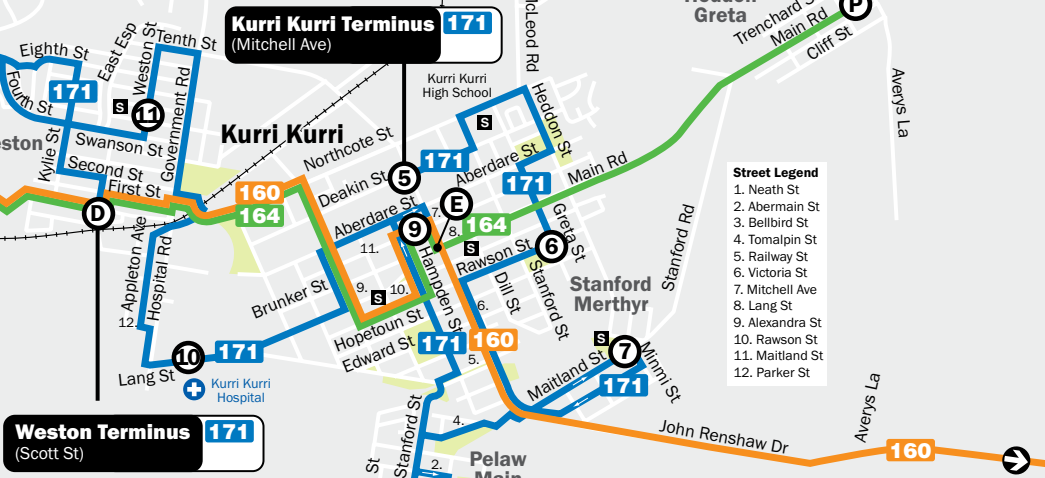 Kurri Kurri Terminus 171
(Mitchell Ave)
Greta
P
Trenchard S
Main Rd
Cliff St
Averys La
Eighth St
East Esp
Weston St
Tenth St
171
Fourth St
S
11
Government Rd
Kurri Kurri
High School
S
Heddon St
Kurri Kurri
Northcote St
Swanson St
Kylie St
Second St
First St
Deakin St
5
171
Aberdare St
171
Main Rd
160
164
D
Aberdare St
7.
E
8.
164
9
S
Greta St
6
Rawson St
11.
Appleton Ave
Hospital Rd
Hampden St
Stanford St
Dill St
Stanford
Merthyr
Stanford Rd
Brunker St
9.
S
10.
6.
Hopetoun St
Edward St
171
160
5.
12.
10
171
Lang St
Kurri Kurri
Hospital
S
7
Maitland St
Minmi St
171
Weston Terminus 171
(Scott St)
St
Stanford St
4.
2.
Pelaw
John Renshaw Dr
Averys La
160
Street Legend
1. Neath St
2. Abermain St
3. Bellbird St
4. Tomalpin St
5. Railway St
6. Victoria St
7. Mitchell Ave
8. Lang St
9. Alexandra St
10. Rawson St
11. Maitland St
12. Parker St